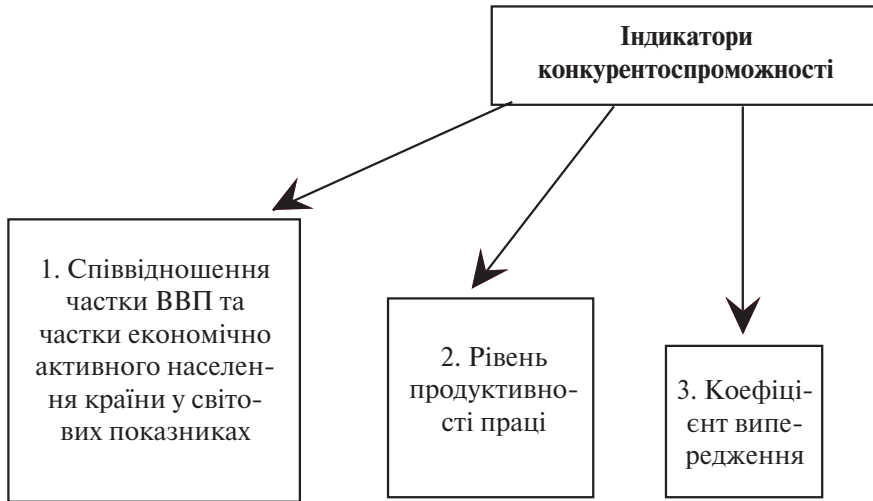 Індикатори
конкурентоспроможності
1. Співвідношення
частки ВВП та
частки економічно
активного населен-
ня країни у світо-
вих показниках
2. Рівень
продуктивно-
сті праці
3. Коефіці-
єнт випе-
редження